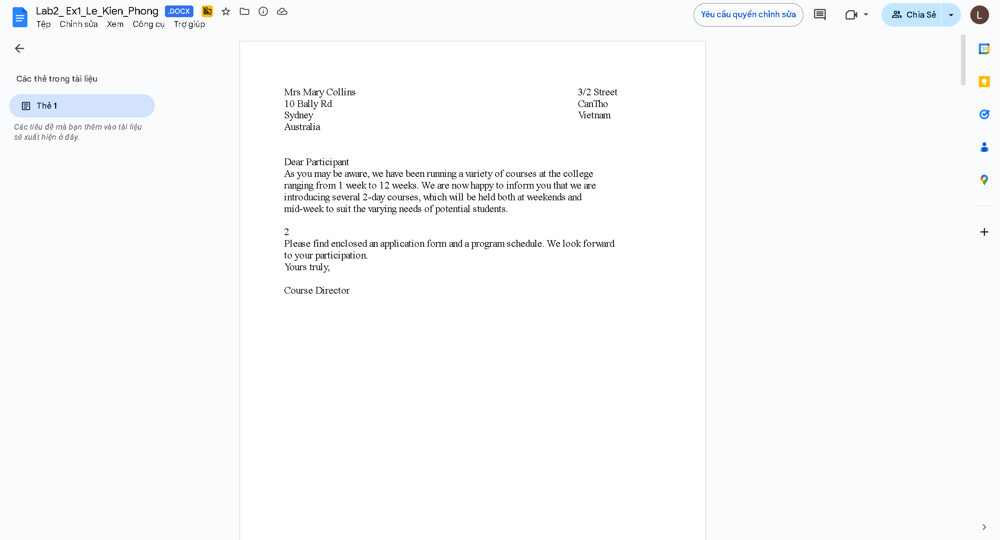 Lab2_ Ex1_Le_Kien_Phong .DOCX
Tệp Chỉnh sửa Xem Công cụ Trợ giúp
Yêu cầu quyền chỉnh sửa
Chia Sẻ
L
Các thẻ trong tài liệu
Thẻ 1
Các tiêu đề mà bạn thêm vào tài liệu
sẽ xuất hiện ở đây.
31
Mrs Mary Collins 3/2 Street
10 Bally Rd CanTho
Sydney Vietnam
Australia
Dear Participant
As you may be aware, we have been running a variety of courses at the college
ranging from 1 week to 12 weeks. We are now happy to inform you that we are
introducing several 2-day courses, which will be held both at weekends and
mid-week to suit the varying needs of potential students.
2
Please find enclosed an application form and a program schedule. We look forward
to your participation.
Yours truly,
Course Director